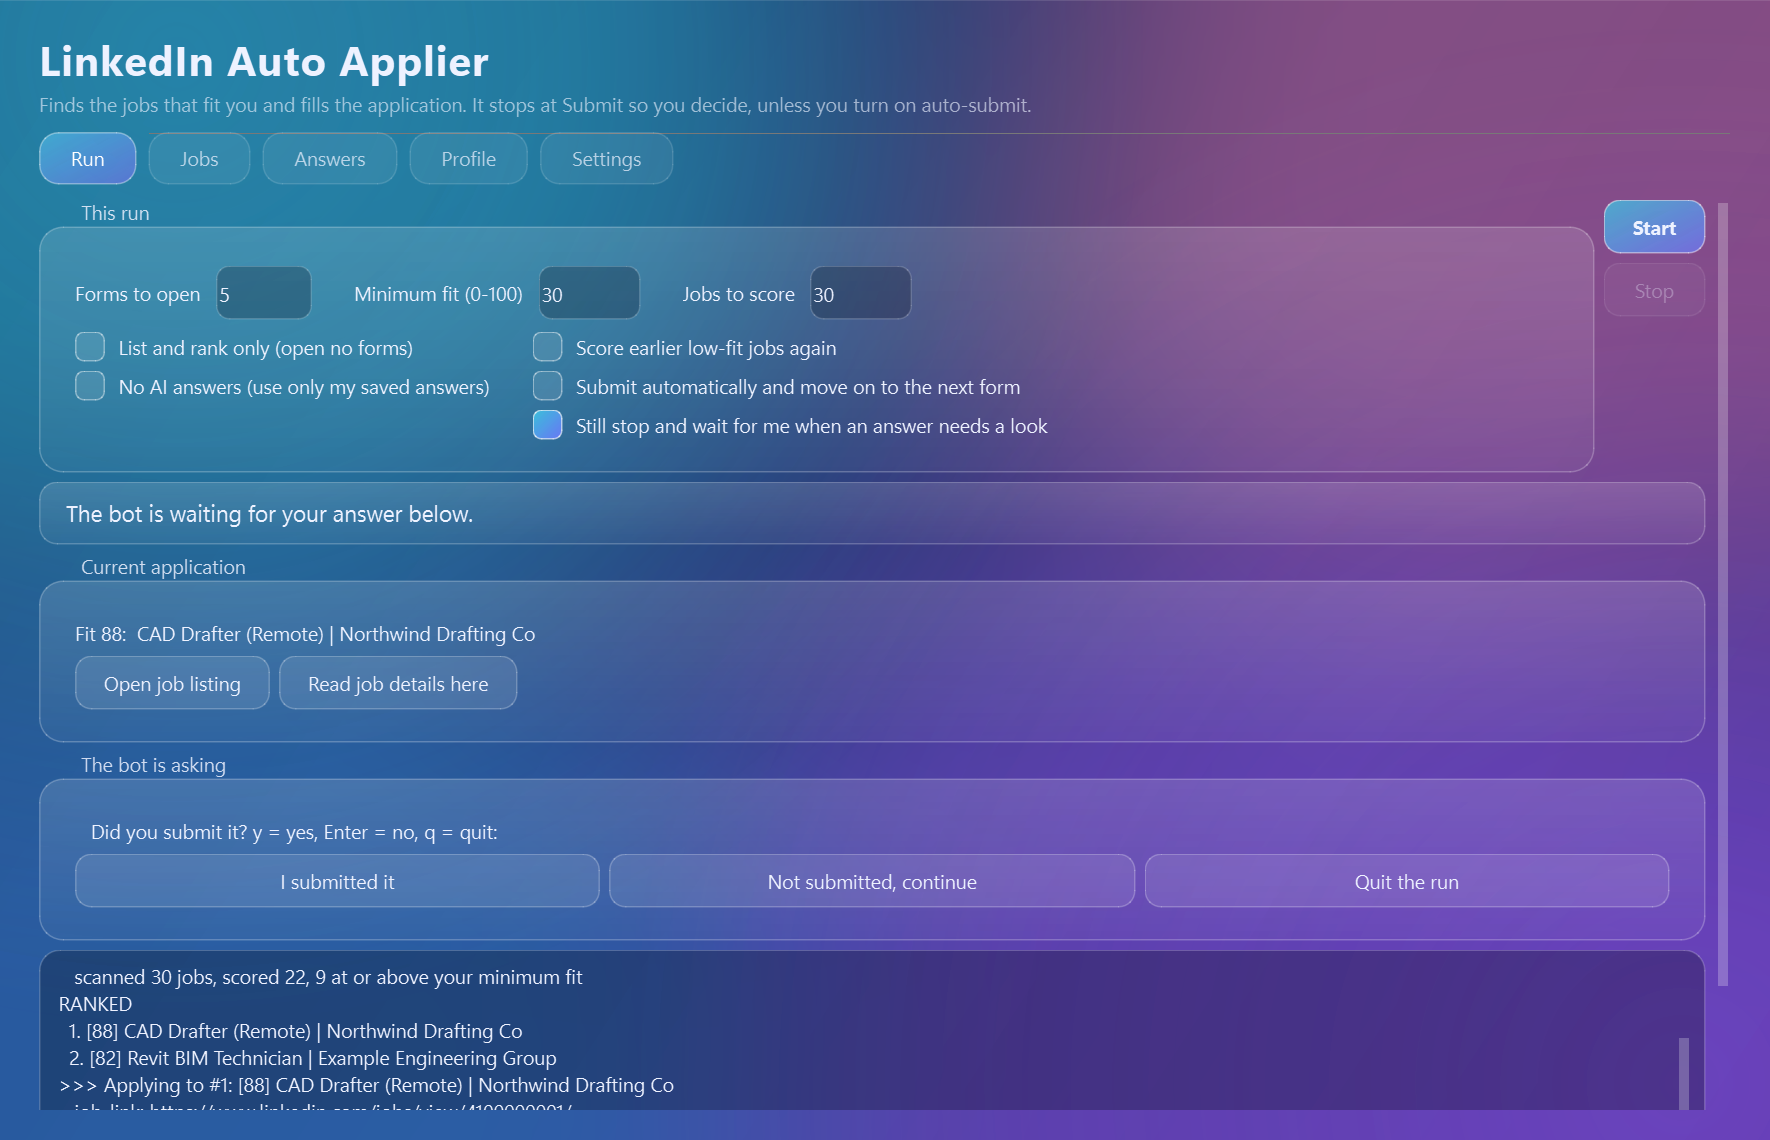 LinkedIn Auto Applier
Finds the jobs that fit you and fills the application. It stops at Submit so you decide, unless you turn on auto-submit.
Run
Jobs
Answers
Profile
Settings
This run
Start
Stop
Forms to open 5
Minimum fit (0-100) 30
Jobs to score 30
List and rank only (open no forms)
Score earlier low-fit jobs again
No AI answers (use only my saved answers)
Submit automatically and move on to the next form
Still stop and wait for me when an answer needs a look
The bot is waiting for your answer below.
Current application
Fit 88: CAD Drafter (Remote) | Northwind Drafting Co
Open job listing
Read job details here
The bot is asking
Did you submit it? y = yes, Enter = no, q = quit:
I submitted it
Not submitted, continue
Quit the run
scanned 30 jobs, scored 22, 9 at or above your minimum fit
RANKED
1. [88] CAD Drafter (Remote) | Northwind Drafting Co
2. [82] Revit BIM Technician | Example Engineering Group
>>> Applying to #1: [88] CAD Drafter (Remote) | Northwind Drafting Co